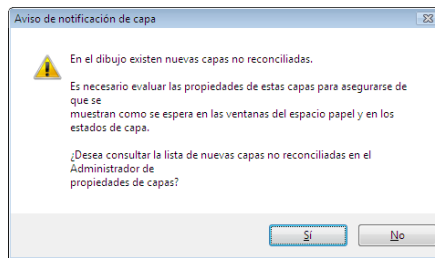 Aviso de notificación de capa
En el dibujo existen nuevas capas no reconciliadas.
Es necesario evaluar las propiedades de estas capas para asegurarse de
que se
muestran como se espera en las ventanas del espacio papel y en los
estados de capa.
¿Desea consultar la lista de nuevas capas no reconciliadas en el
Administrador de
propiedades de capas?
Sí No